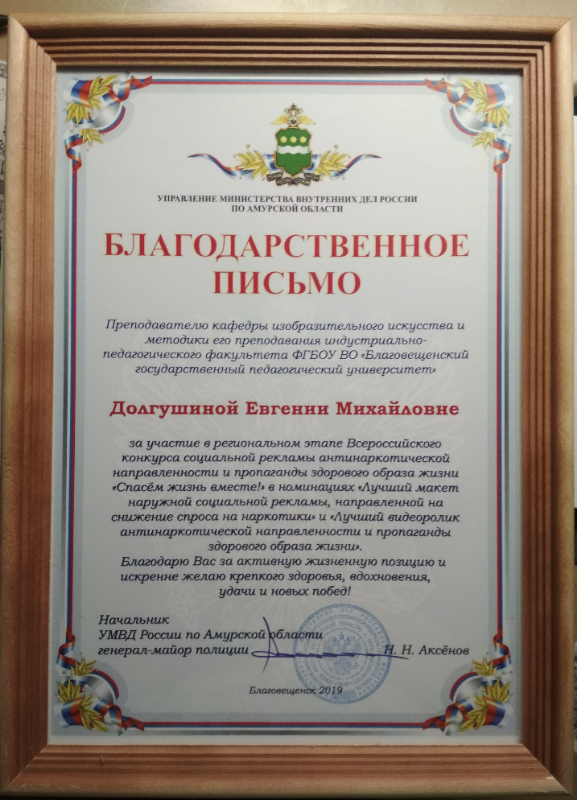 УПРАВЛЕНИЕ МИНИСТЕРСТВА ВНУТРЕННИХ ДЕЛ РОССИИ
ПО АМУРСКОЙ ОБЛАСТИ
БЛАГОДАРСТВЕННОЕ
ПИСЬМО
Преподавателю кафедры изобразительного искусства и
методики его преподавания индустриально-
педагогического факультета ФГБОУ ВО «Благовещенский
государственный педагогический университет»
Долгушиной Евгении Михайловне
за участие в региональном этапе Всероссийского
конкурса социальной рекламы антинаркотической
направленности и пропаганды здорового образа жизни
«Спасём жизнь вместе!» в номинациях «Лучший макет
наружной социальной рекламы, направленной на
снижение спроса на наркотики» и «Лучший видеоролик
антинаркотической направленности и пропаганды
здорового образа жизни».
Благодарю Вас за активную жизненную позицию и
искренне желаю крепкого здоровья, вдохновения,
удачи и новых побед!
Начальник
УМВД России по Амурской области
генерал-майор полиции Н. Н. Аксёнов
Благовещенск 2019